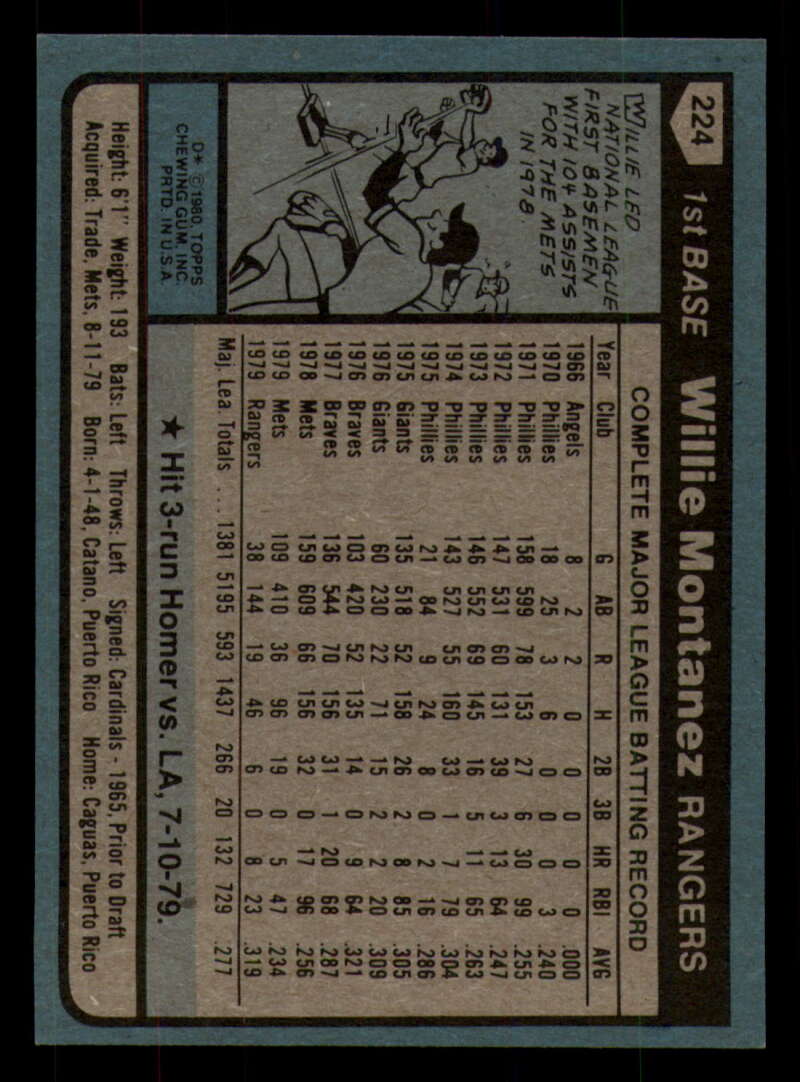 224 1st BASE Willie Montanez RANGERS
WILLIE LED
NATIONAL LEAGUE
FIRST BASEMEN
WITH 104 ASSISTS
FOR THE METS
IN 1978.
D* © 1980 TOPPS
CHEWING GUM, INC.
PRTD. IN U.S.A.
COMPLETE MAJOR LEAGUE BATTING RECORD
Year Club G AB R H 2B 3B HR RBI AVG
1966 Angels 8 2 2 0 0 0 0 0 .000
1970 Phillies 18 25 3 6 0 0 0 3 .240
1971 Phillies 158 599 78 153 27 6 30 99 .255
1972 Phillies 147 531 60 131 39 3 13 64 .247
1973 Phillies 146 552 69 145 16 5 11 65 .263
1974 Phillies 143 527 55 160 33 1 7 79 .304
1975 Phillies 21 84 9 24 8 0 2 16 .286
1975 Giants 135 518 52 158 26 2 8 85 .305
1976 Giants 60 230 22 71 15 2 2 20 .309
1976 Braves 103 420 52 135 14 0 9 64 .321
1977 Braves 136 544 70 156 31 1 20 68 .287
1978 Mets 159 609 66 156 32 0 17 96 .256
1979 Mets 109 410 36 96 19 0 5 47 .234
1979 Rangers 38 144 19 46 6 0 8 23 .319
Maj. Lea. Totals ... 1381 5195 593 1437 266 20 132 729 .277
★ Hit 3-run Homer vs. LA, 7-10-79.
Height: 6'1" Weight: 193 Bats: Left Throws: Left Signed: Cardinals - 1965, Prior to Draft
Acquired: Trade, Mets, 8-11-79 Born: 4-1-48, Catano, Puerto Rico Home: Caguas, Puerto Rico